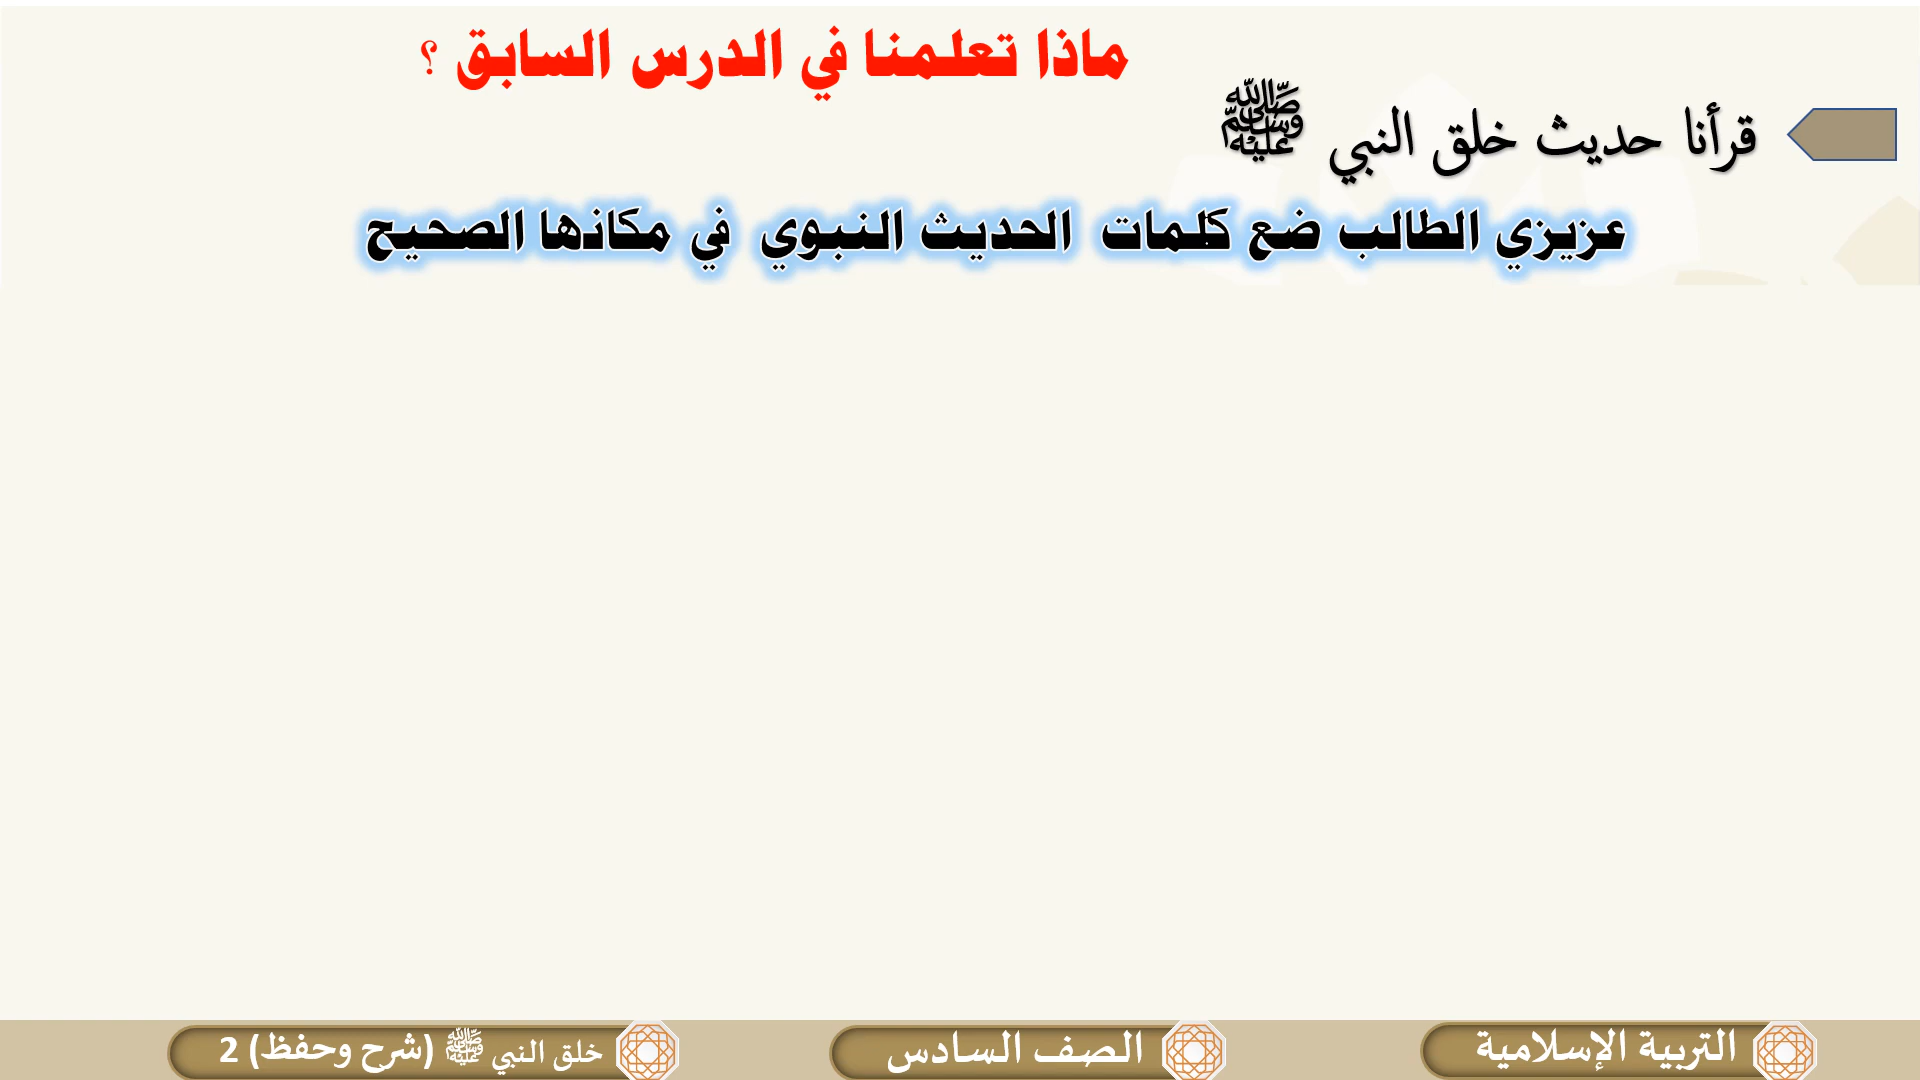 ماذا تعلمنا في الدرس السابق ؟
قرأنا حديث خلق النبي ﷺ
عزيزي الطالب ضع كلمات الحديث النبوي في مكانها الصحيح
التربية الإسلامية
الصف السادس
خلق النبي ﷺ (شرح وحفظ) 2